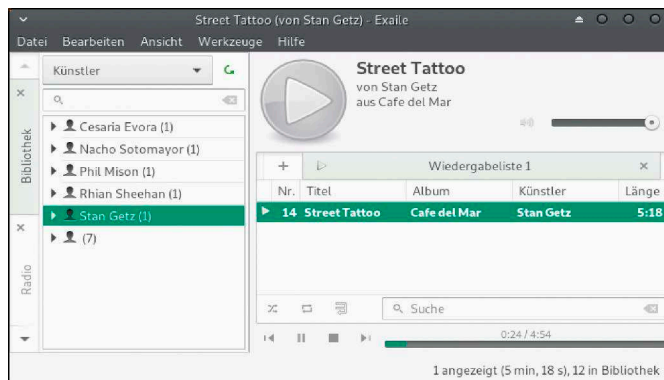 Street Tattoo (von Stan Getz) - Exaile
Datei Bearbeiten Ansicht Werkzeuge Hilfe
Bibliothek
Radio
Künstler
Cesaria Evora (1)
Nacho Sotomayor (1)
Phil Mison (1)
Rhian Sheehan (1)
Stan Getz (1)
(7)
Street Tattoo
von Stan Getz
aus Cafe del Mar
Wiedergabeliste 1
Nr. Titel Album Künstler Länge
14 Street Tattoo Cafe del Mar Stan Getz 5:18
Suche
0:24 / 4:54
1 angezeigt (5 min, 18 s), 12 in Bibliothek